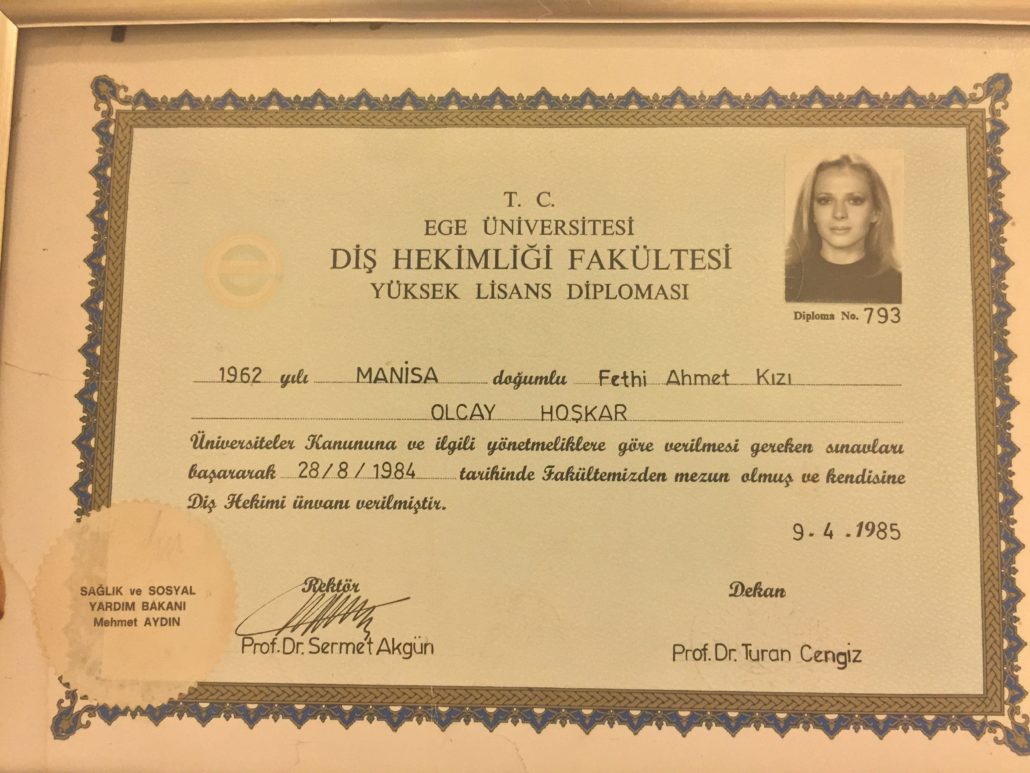 T. C.
EGE ÜNİVERSİTESİ
DİŞ HEKİMLİĞİ FAKÜLTESİ
YÜKSEK LİSANS DİPLOMASI
Diploma No. 793
1962 yılı MANİSA doğumlu Fethi Ahmet Kızı
OLCAY HOŞKAR
Üniversiteler Kanununa ve ilgili yönetmeliklere göre verilmesi gereken sınavları
başararak 28/8/1984 tarihinde Fakültemizden mezun olmuş ve kendisine
Diş Hekimi ünvanı verilmiştir.
9.4.1985
SAĞLIK ve SOSYAL
YARDIM BAKANI
Mehmet AYDIN
Rektör
Prof.Dr.Sermet Akgün
Dekan
Prof.Dr.Turan Cengiz